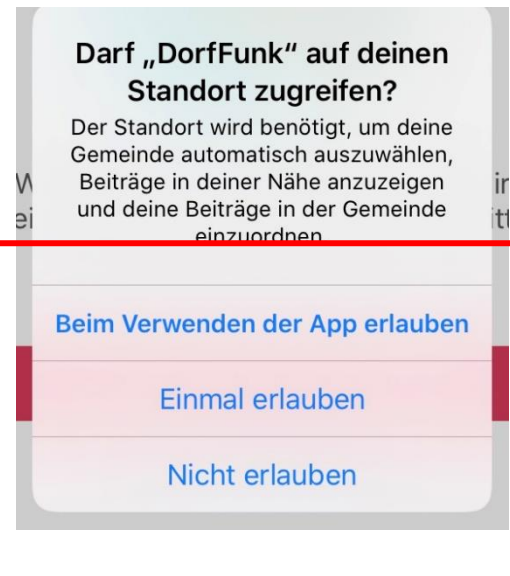 Darf „DorfFunk“ auf deinen
Standort zugreifen?
Der Standort wird benötigt, um deine
Gemeinde automatisch auszuwählen,
Beiträge in deiner Nähe anzuzeigen
und deine Beiträge in der Gemeinde
einzuordnen
Beim Verwenden der App erlauben
Einmal erlauben
Nicht erlauben